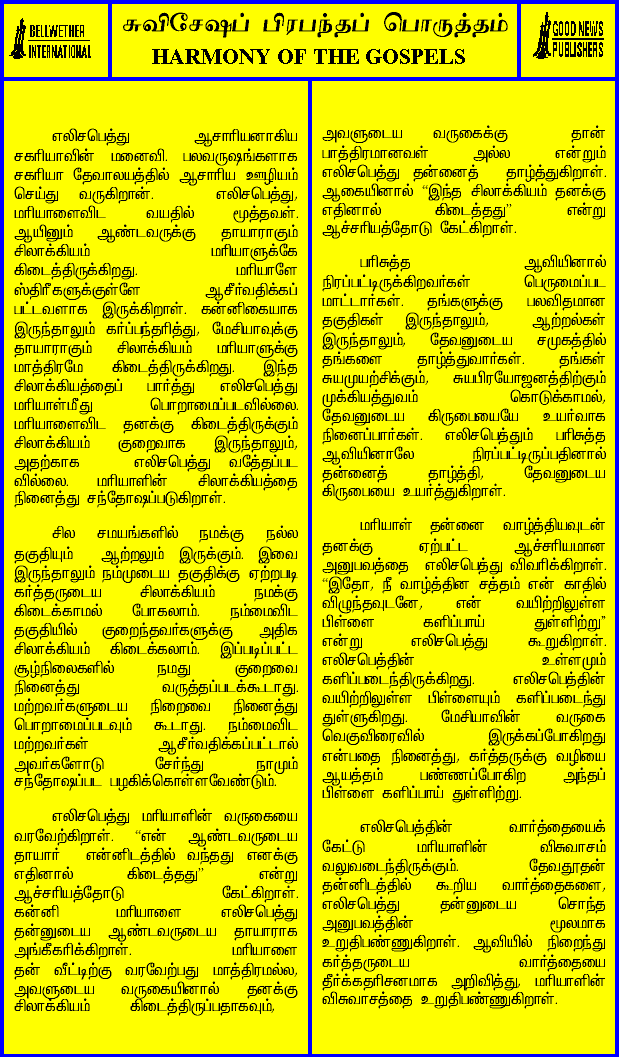 BELLWETHER
INTERNATIONAL
சுவிசேஷப் பிரபந்தப் பொருத்தம்
HARMONY OF THE GOSPELS
GOOD NEWS
PUBLISHERS
எலிசபெத்து ஆசாரியனாகிய
சகரியாவின் மனைவி. பலவருஷங்களாக
சகரியா தேவாலயத்தில் ஆசாரிய ஊழியம்
செய்து வருகிறான். எலிசபெத்து,
மரியாளைவிட வயதில் மூத்தவள்.
ஆயினும் ஆண்டவருக்கு தாயாராகும்
சிலாக்கியம் மரியாளுக்கே
கிடைத்திருக்கிறது. மரியாளே
ஸ்திரீகளுக்குள்ளே ஆசீர்வதிக்கப்
பட்டவளாக இருக்கிறாள். கன்னிகையாக
இருந்தாலும் கர்ப்பந்தரித்து, மேசியாவுக்கு
தாயாராகும் சிலாக்கியம் மரியாளுக்கு
மாத்திரமே கிடைத்திருக்கிறது. இந்த
சிலாக்கியத்தைப் பார்த்து எலிசபெத்து
மரியாள்மீது பொறாமைப்படவில்லை.
மரியாளைவிட தனக்கு கிடைத்திருக்கும்
சிலாக்கியம் குறைவாக இருந்தாலும்,
அதற்காக எலிசபெத்து வதே்தப்பட
வில்லை. மரியாளின் சிலாக்கியத்தை
நினைத்து சந்தோஷப்படுகிறாள்.
சில சமயங்களில் நமக்கு நல்ல
தகுதியும் ஆற்றலும் இருக்கும். இவை
இருந்தாலும் நம்முடைய தகுதிக்கு ஏற்றபடி
கர்த்தருடைய சிலாக்கியம் நமக்கு
கிடைக்காமல் போகலாம். நம்மைவிட
தகுதியில் குறைந்தவர்களுக்கு அதிக
சிலாக்கியம் கிடைக்கலாம். இப்படிப்பட்ட
சூழ்நிலைகளில் நமது குறைவை
நினைத்து வருத்தப்படக்கூடாது.
மற்றவர்களுடைய நிறைவை நினைத்து
பொறாமைப்படவும் கூடாது. நம்மைவிட
மற்றவர்கள் ஆசீர்வதிக்கப்பட்டால்
அவர்களோடு சேர்ந்து நாமும்
சந்தோஷப்பட பழகிக்கொள்ளவேண்டும்.
எலிசபெத்து மரியாளின் வருகையை
வரவேற்கிறாள். “என் ஆண்டவருடைய
தாயார் என்னிடத்தில் வந்தது எனக்கு
எதினால் கிடைத்தது” என்று
ஆச்சரியத்தோடு கேட்கிறாள்.
கன்னி மரியாளை எலிசபெத்து
தன்னுடைய ஆண்டவருடைய தாயாராக
அங்கீகரிக்கிறாள். மரியாளை
தன் வீட்டிற்கு வரவேற்பது மாத்திரமல்ல,
அவளுடைய வருகையினால் தனக்கு
சிலாக்கியம் கிடைத்திருப்பதாகவும்,
அவளுடைய வருகைக்கு தான்
பாத்திரமானவள் அல்ல என்றும்
எலிசபெத்து தன்னைத் தாழ்த்துகிறாள்.
ஆகையினால் “இந்த சிலாக்கியம் தனக்கு
எதினால் கிடைத்தது” என்று
ஆச்சரியத்தோடு கேட்கிறாள்.
பரிசுத்த ஆவியினால்
நிரப்பட்டிருக்கிறவர்கள் பெருமைப்பட
மாட்டார்கள். தங்களுக்கு பலவிதமான
தகுதிகள் இருந்தாலும், ஆற்றல்கள்
இருந்தாலும், தேவனுடைய சமுகத்தில்
தங்களை தாழ்த்துவார்கள். தங்கள்
சுயமுயற்சிக்கும், சுயபிரயோஜனத்திற்கும்
முக்கியத்துவம் கொடுக்காமல்,
தேவனுடைய கிருபையையே உயர்வாக
நினைப்பார்கள். எலிசபெத்தும் பரிசுத்த
ஆவியினாலே நிரப்பட்டிருப்பதினால்
தன்னைத் தாழ்த்தி, தேவனுடைய
கிருபையை உயர்த்துகிறாள்.
மரியாள் தன்னை வாழ்த்தியவுடன்
தனக்கு ஏற்பட்ட ஆச்சரியமான
அனுபவத்தை எலிசபெத்து விவரிக்கிறாள்.
“இதோ, நீ வாழ்த்தின சத்தம் என் காதில்
விழுந்தவுடனே, என் வயிற்றிலுள்ள
பிள்ளை களிப்பாய் துள்ளிற்று”
என்று எலிசபெத்து கூறுகிறாள்.
எலிசபெத்தின் உள்ளமும்
களிப்படைந்திருக்கிறது. எலிசபெத்தின்
வயிற்றிலுள்ள பிள்ளையும் களிப்படைந்து
துள்ளுகிறது. மேசியாவின் வருகை
வெகுவிரைவில் இருக்கப்போகிறது
என்பதை நினைத்து, கர்த்தருக்கு வழியை
ஆயத்தம் பண்ணப்போகிற அந்தப்
பிள்ளை களிப்பாய் துள்ளிற்று.
எலிசபெத்தின் வார்த்தையைக்
கேட்டு மரியாளின் விசுவாசம்
வலுவடைந்திருக்கும். தேவதூதன்
தன்னிடத்தில் கூறிய வார்த்தைகளை,
எலிசபெத்து தன்னுடைய சொந்த
அனுபவத்தின் மூலமாக
உறுதிபண்ணுகிறாள். ஆவியில் நிறைந்து
கர்த்தருடைய வார்த்தையை
தீர்க்கதரிசனமாக அறிவித்து, மரியாளின்
விசுவாசத்தை உறுதிபண்ணுகிறாள்.